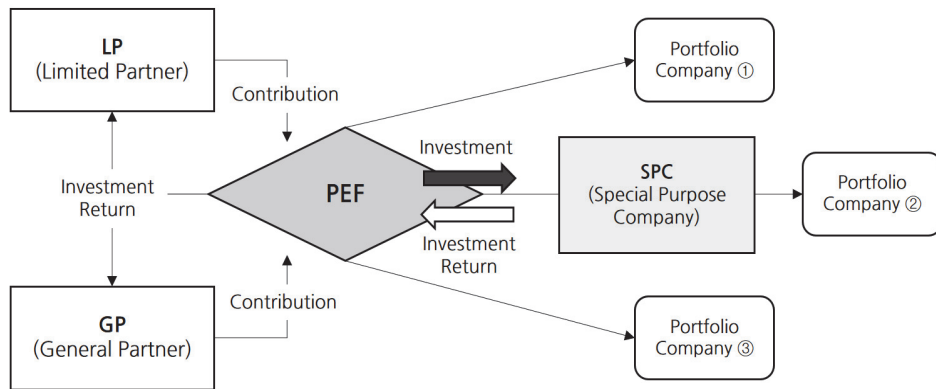 LP
(Limited Partner)
Contribution
Portfolio
Company ①
Investment
Return
PEF
Investment
Investment
Return
SPC
(Special Purpose
Company)
Portfolio
Company ②
GP
(General Partner)
Contribution
Portfolio
Company ③